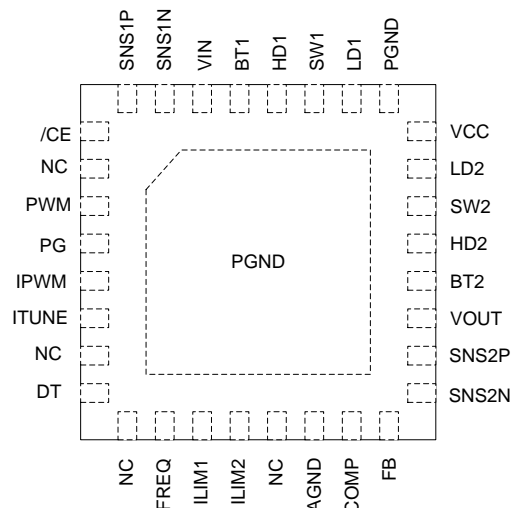 SNS1P
SNS1N
VIN
BT1
HD1
SW1
LD1
PGND
/CE
NC
PWM
PG
IPWM
ITUNE
NC
DT
PGND
VCC
LD2
SW2
HD2
BT2
VOUT
SNS2P
SNS2N
NC
FREQ
ILIM1
ILIM2
NC
AGND
COMP
FB